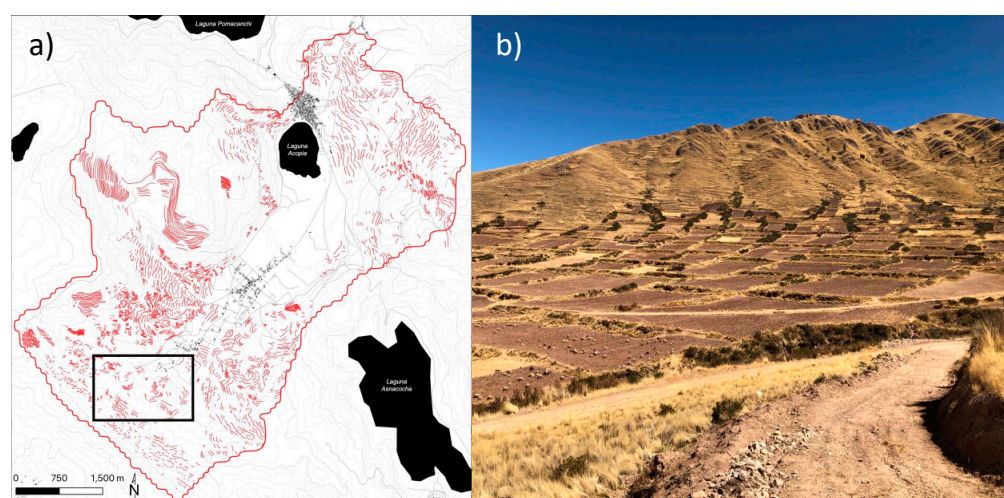 a)
Laguna Pomacanchi
Laguna
Acopia
Laguna
Asnacocha
0 750 1,500 m
N
b)